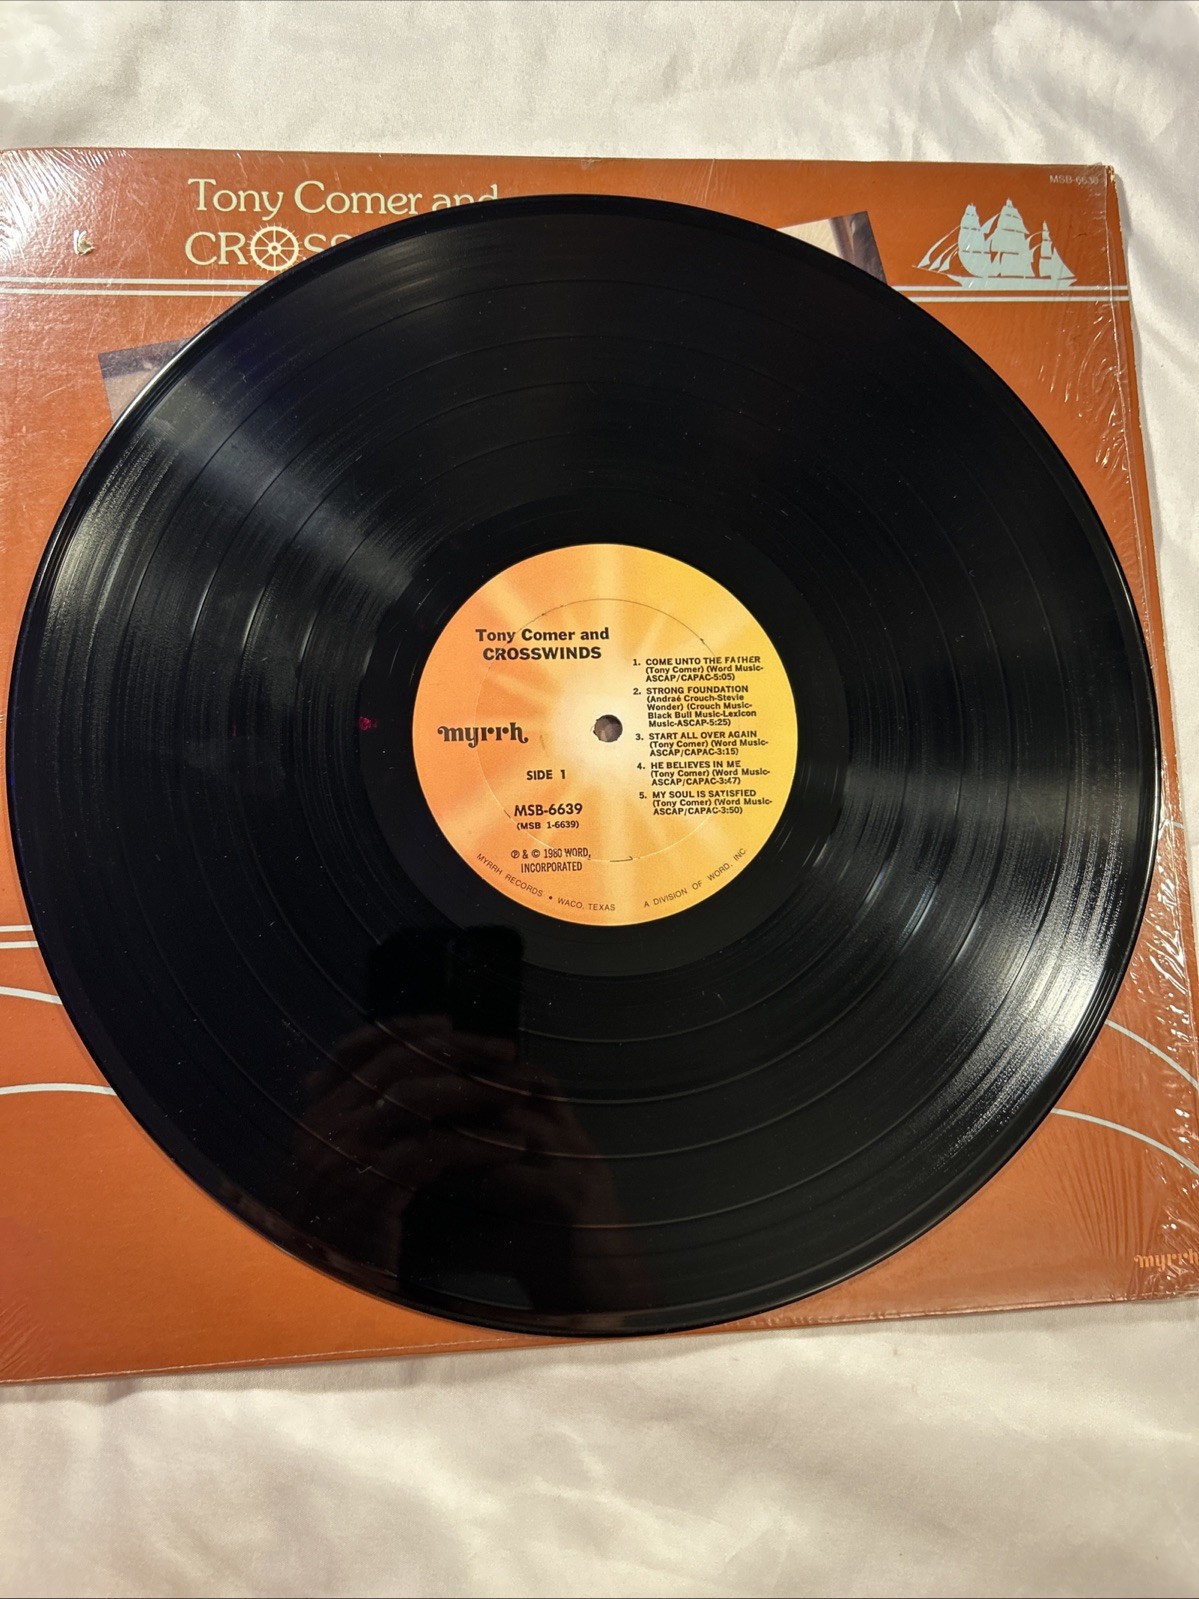 Tony Comer and
CROSS
MSB-6639
Tony Comer and
CROSSWINDS
myrrh
SIDE 1
MSB-6639
(MSB 1-6639)
℗ & © 1980 WORD,
INCORPORATED
1. COME UNTO THE FATHER
(Tony Comer) (Word Music-
ASCAP/CAPAC-5:05)
2. STRONG FOUNDATION
(Andraé Crouch-Stevie
Wonder) (Crouch Music-
Black Bull Music-Lexicon
Music-ASCAP-5:25)
3. START ALL OVER AGAIN
(Tony Comer) (Word Music-
ASCAP/CAPAC-3:15)
4. HE BELIEVES IN ME
(Tony Comer) (Word Music-
ASCAP/CAPAC-3:47)
5. MY SOUL IS SATISFIED
(Tony Comer) (Word Music-
ASCAP/CAPAC-3:50)
MYRRH RECORDS • WACO, TEXAS A DIVISION OF WORD, INC
myrrh